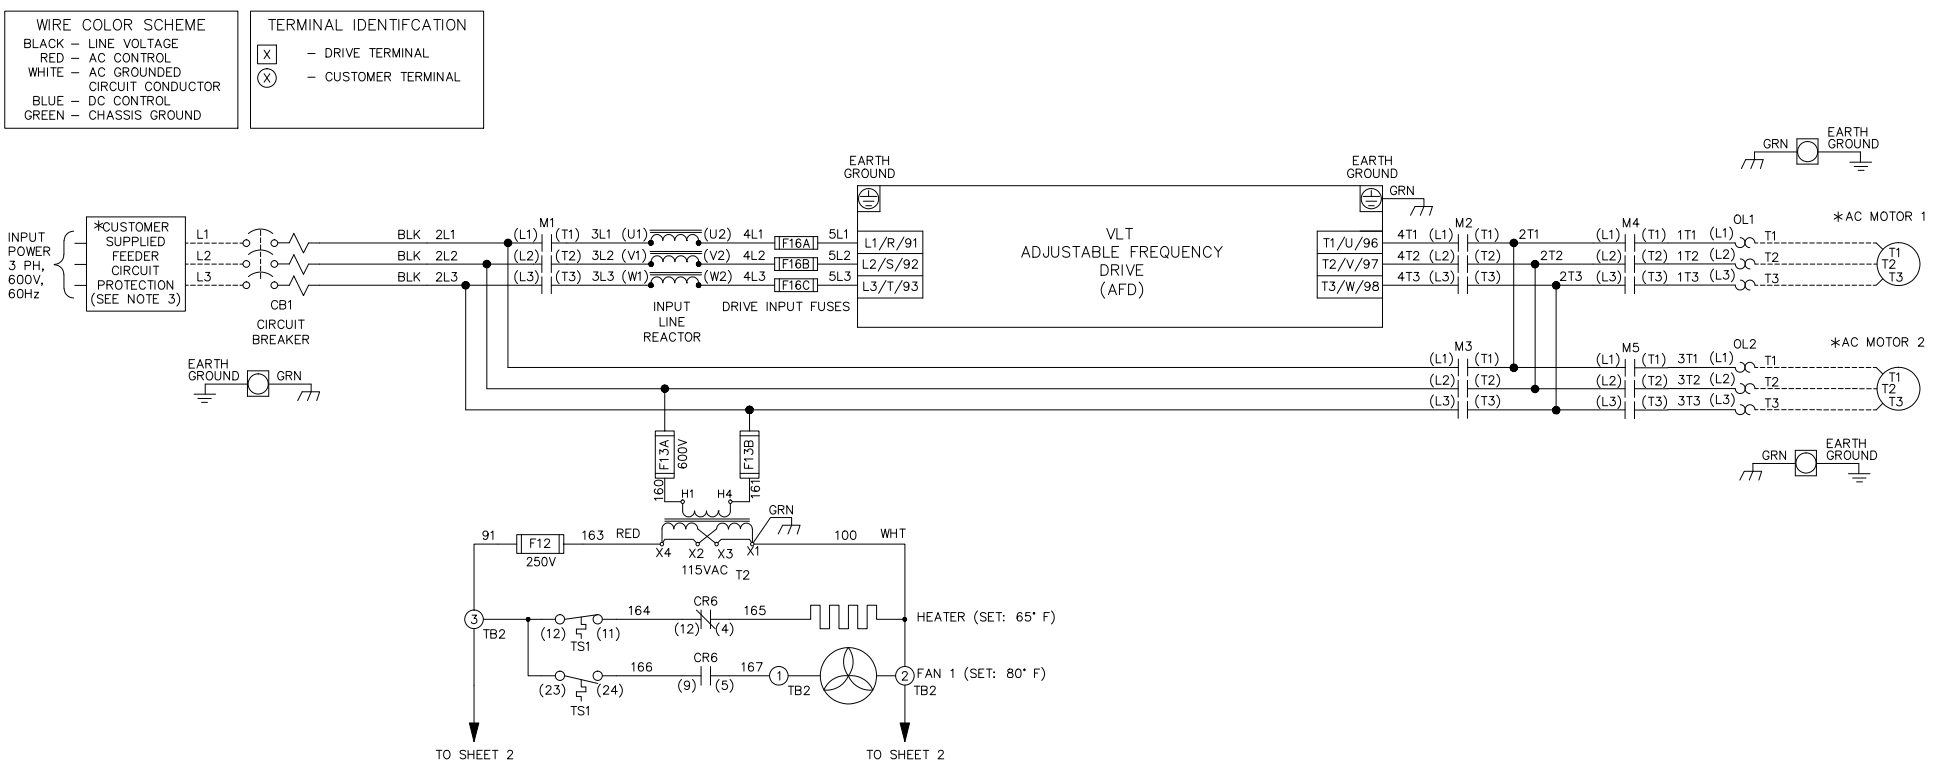 WIRE COLOR SCHEME
BLACK – LINE VOLTAGE
RED – AC CONTROL
WHITE – AC GROUNDED
CIRCUIT CONDUCTOR
BLUE – DC CONTROL
GREEN – CHASSIS GROUND
TERMINAL IDENTIFCATION
X – DRIVE TERMINAL
X – CUSTOMER TERMINAL
INPUT
POWER
3 PH,
600V,
60Hz
*CUSTOMER
SUPPLIED
FEEDER
CIRCUIT
PROTECTION
(SEE NOTE 3)
L1
L2
L3
CB1
CIRCUIT
BREAKER
EARTH
GROUND
GRN
BLK 2L1
BLK 2L2
BLK 2L3
M1
(L1) (T1) 3L1 (U1) (U2) 4L1 F16A 5L1
(L2) (T2) 3L2 (V1) (V2) 4L2 F16B 5L2
(L3) (T3) 3L3 (W1) (W2) 4L3 F16C 5L3
INPUT
LINE
REACTOR
DRIVE INPUT FUSES
EARTH
GROUND
L1/R/91
L2/S/92
L3/T/93
VLT
ADJUSTABLE FREQUENCY
DRIVE
(AFD)
EARTH
GROUND
GRN
T1/U/96
T2/V/97
T3/W/98
M2
4T1 (L1) (T1) 2T1
4T2 (L2) (T2) 2T2
4T3 (L3) (T3) 2T3
M4
(L1) (T1) 1T1 (L1)
(L2) (T2) 1T2 (L2)
(L3) (T3) 1T3 (L3)
OL1
T1
T2
T3
*AC MOTOR 1
T1
T2
T3
GRN
EARTH
GROUND
M3
(L1) (T1)
(L2) (T2)
(L3) (T3)
M5
(L1) (T1) 3T1 (L1)
(L2) (T2) 3T2 (L2)
(L3) (T3) 3T3 (L3)
OL2
T1
T2
T3
*AC MOTOR 2
T1
T2
T3
GRN
EARTH
GROUND
F13A
600V
F13B
160
161
H1 H4
GRN
91 F12 163 RED
250V
X4 X2 X3 X1
100 WHT
115VAC T2
3
TB2
164 CR6 165
(12) (11) (12) (4)
TS1
HEATER (SET: 65° F)
166 CR6 167
(23) (24) (9) (5)
TS1
1
TB2
2
TB2
FAN 1 (SET: 80° F)
TO SHEET 2
TO SHEET 2